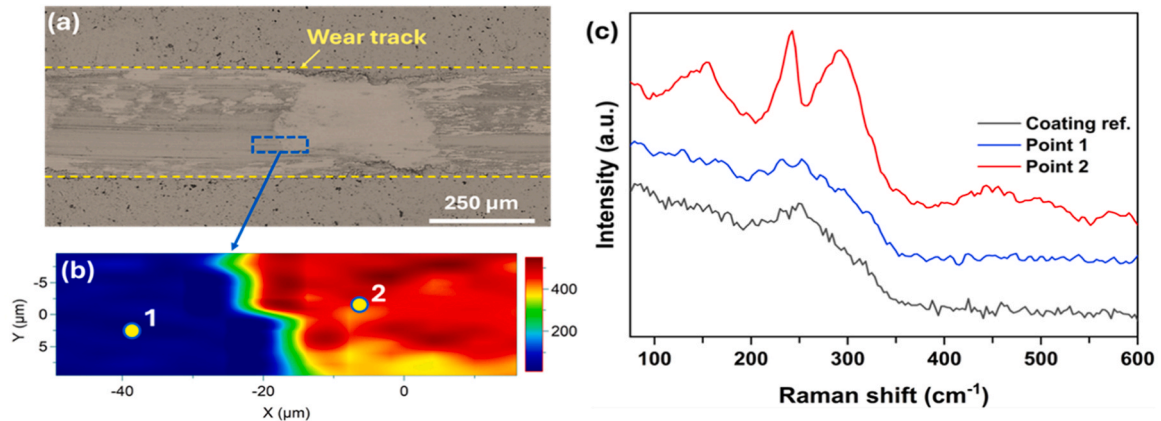 (a)
Wear track
250 µm
(b)
1
2
-5
0
5
Y (µm)
-40
-20
0
X (µm)
400
200
(c)
Coating ref.
Point 1
Point 2
Intensity (a.u.)
100
200
300
400
500
600
Raman shift (cm⁻¹)